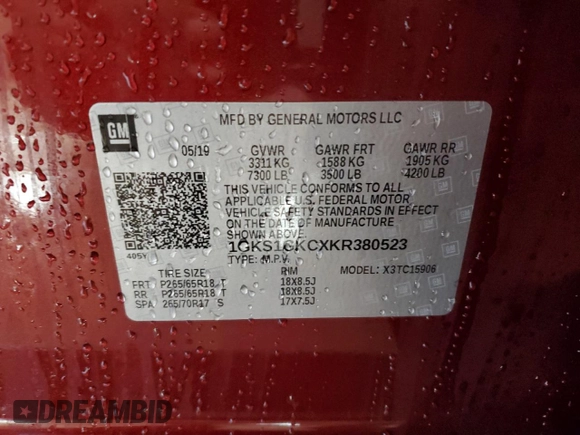 GM
MFD BY GENERAL MOTORS LLC
05/19 GVWR GAWR FRT GAWR RR
3311 KG 1588 KG 1905 KG
7300 LB 3500 LB 4200 LB
THIS VEHICLE CONFORMS TO ALL
APPLICABLE U.S. FEDERAL MOTOR
VEHICLE SAFETY STANDARDS IN EFFECT
ON THE DATE OF MANUFACTURE
SHOWN ABOVE.
1GKS1GKCXKR380523
405Y TYPE: M.P.V. MODEL: X3TC15906
TIRE SIZE RIM
FRT P265/65R18 T 18X8.5J
RR P265/65R18 T 18X8.5J
SPA 265/70R17 S 17X7.5J
DREAMBID